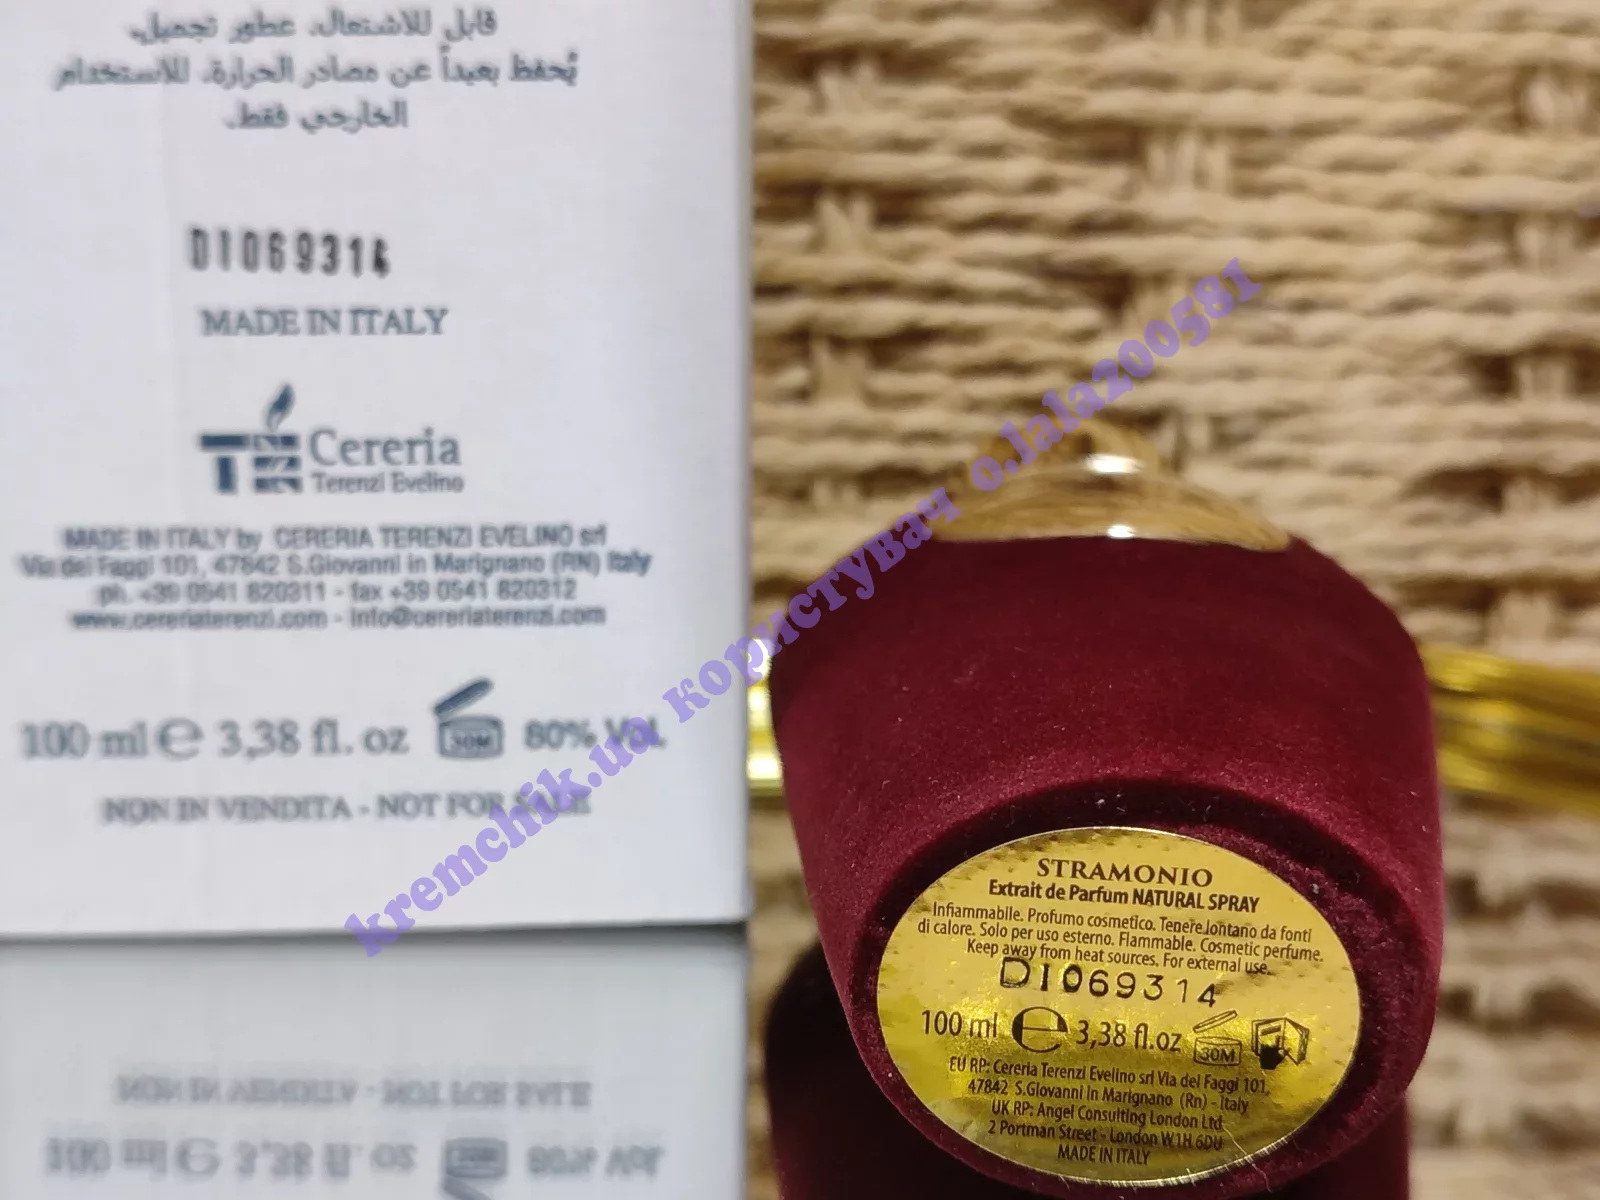 قابل للاشتعال. عطور تجميل.
يُحفظ بعيداً عن مصادر الحرارة. للاستخدام
الخارجي فقط.
D1069314
MADE IN ITALY
Cereria
Terenzi Evelino
MADE IN ITALY by CERERIA TERENZI EVELINO srl
Via dei Faggi 101, 47842 S.Giovanni in Marignano (RN) Italy
ph. +39 0541 820311 - fax +39 0541 820312
www.cereriaterenzi.com - info@cereriaterenzi.com
100 ml e 3,38 fl. oz 30M 80% Vol.
NON IN VENDITA - NOT FOR SALE
kremchik.ua користувач o.lala200581
STRAMONIO
Extrait de Parfum NATURAL SPRAY
Infiammabile. Profumo cosmetico. Tenere lontano da fonti
di calore. Solo per uso esterno. Flammable. Cosmetic perfume.
Keep away from heat sources. For external use.
D1069314
100 ml e 3,38 fl.oz 30M
EU RP: Cereria Terenzi Evelino srl Via dei Faggi 101,
47842 S.Giovanni in Marignano (Rn) - Italy
UK RP: Angel Consulting London Ltd
2 Portman Street - London W1H 6DU
MADE IN ITALY